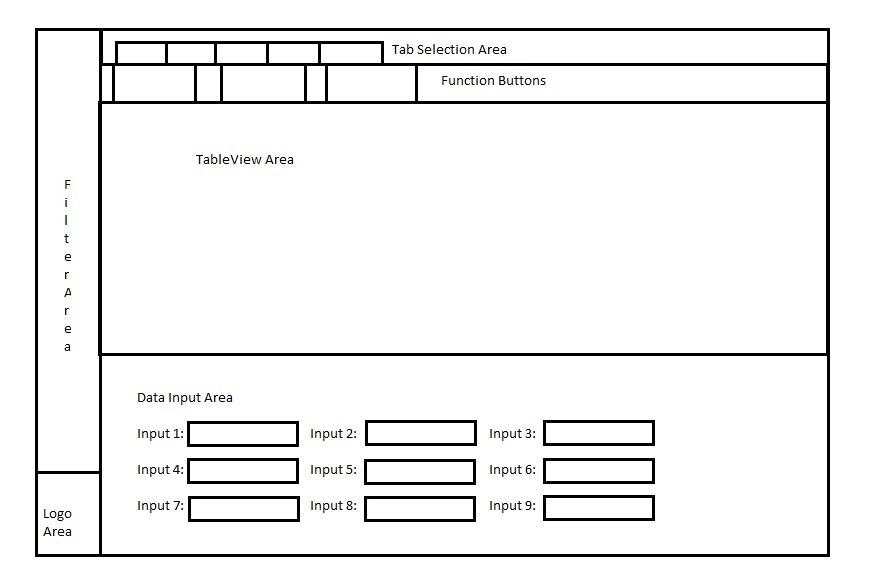 Tab Selection Area
Function Buttons
TableView Area
F
i
l
t
e
r
A
r
e
a
Data Input Area
Input 1: Input 2: Input 3:
Input 4: Input 5: Input 6:
Input 7: Input 8: Input 9:
Logo
Area